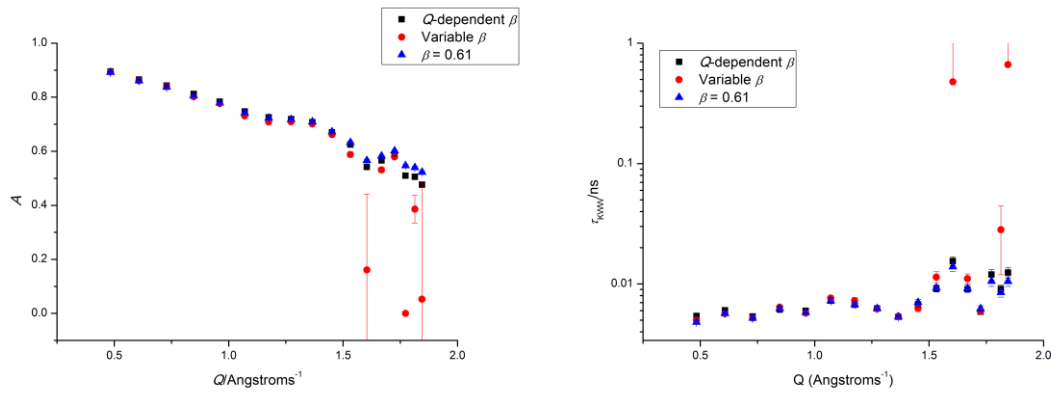 Q-dependent β
Variable β
β = 0.61
1.0
0.8
0.6
0.4
0.2
0.0
A
0.5
1.0
1.5
2.0
Q/Angstroms-1
Q-dependent β
Variable β
β = 0.61
1
0.1
0.01
τKWW/ns
0.5
1.0
1.5
2.0
Q (Angstroms-1)